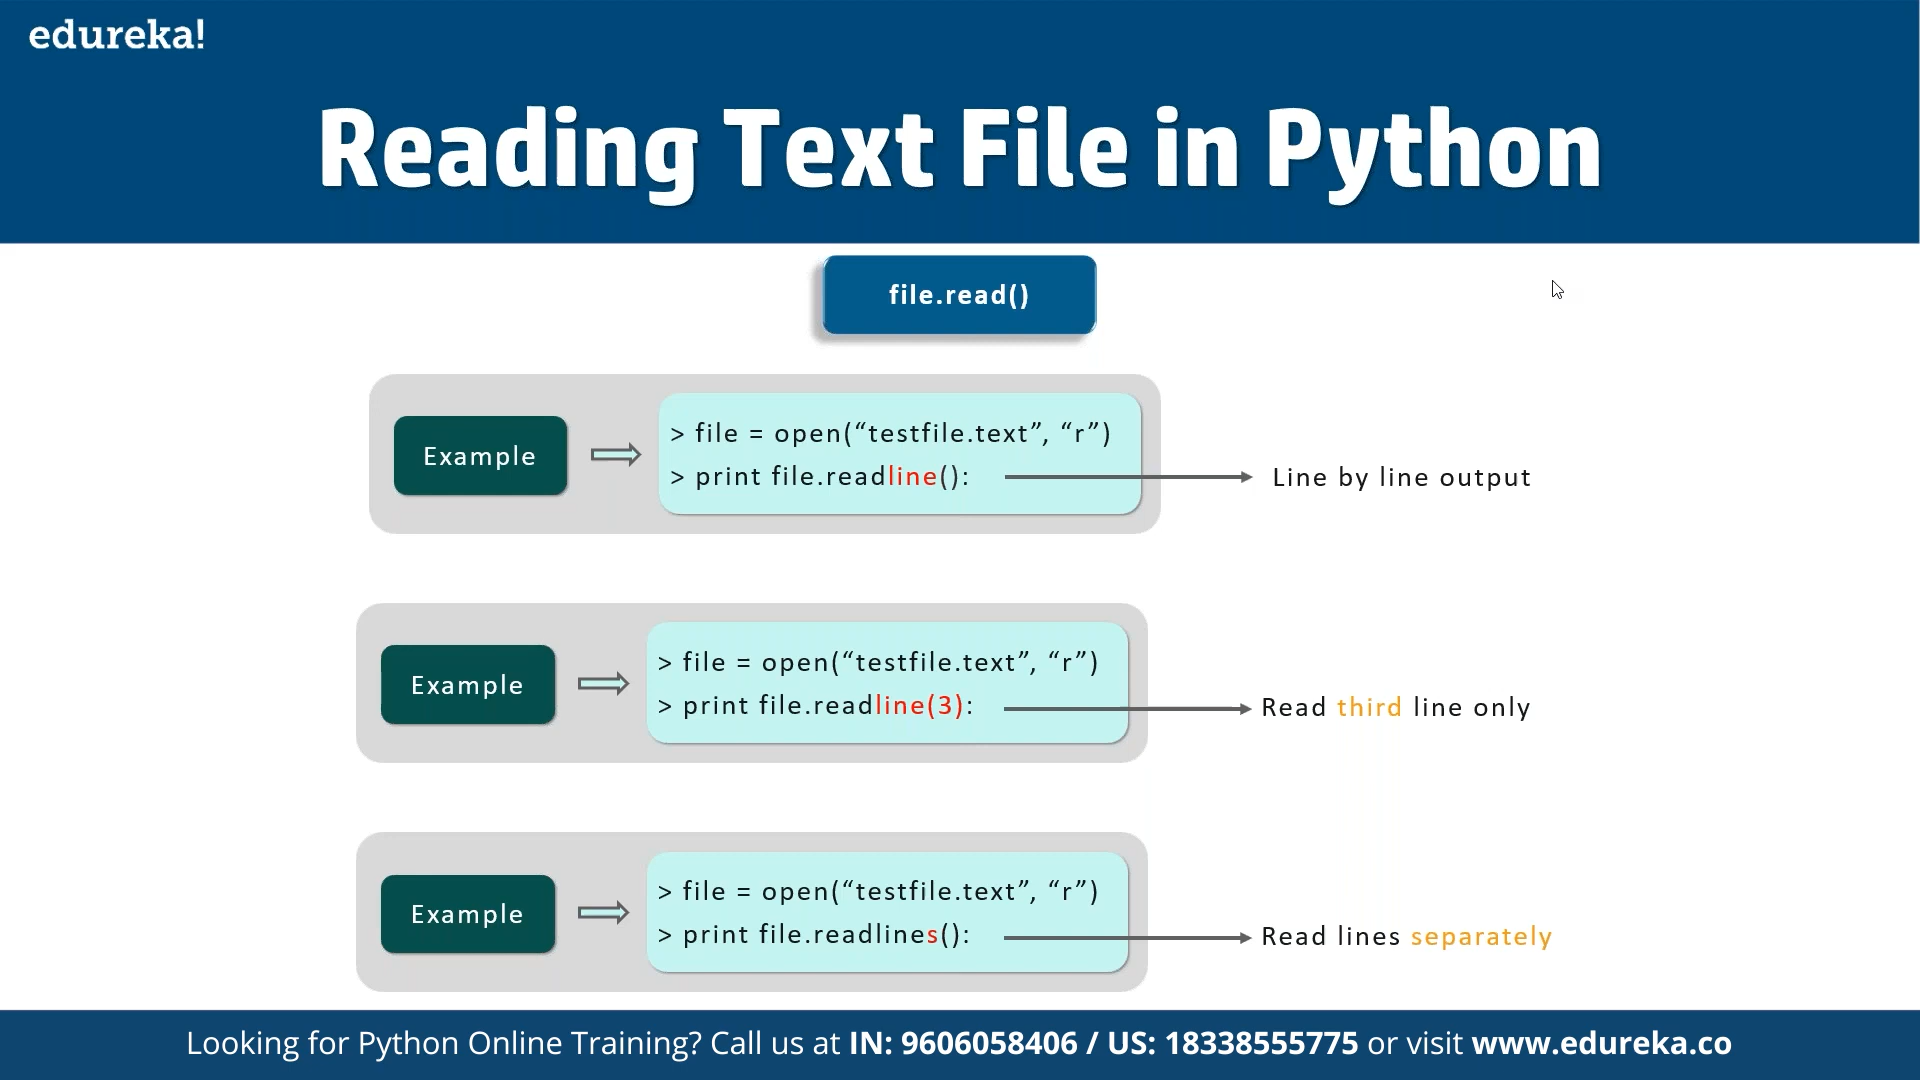 edureka!
Reading Text File in Python
file.read()
Example
> file = open(“testfile.text”, “r”)
> print file.readline():
Line by line output
Example
> file = open(“testfile.text”, “r”)
> print file.readline(3):
Read third line only
Example
> file = open(“testfile.text”, “r”)
> print file.readlines():
Read lines separately
Looking for Python Online Training? Call us at IN: 9606058406 / US: 18338555775 or visit www.edureka.co